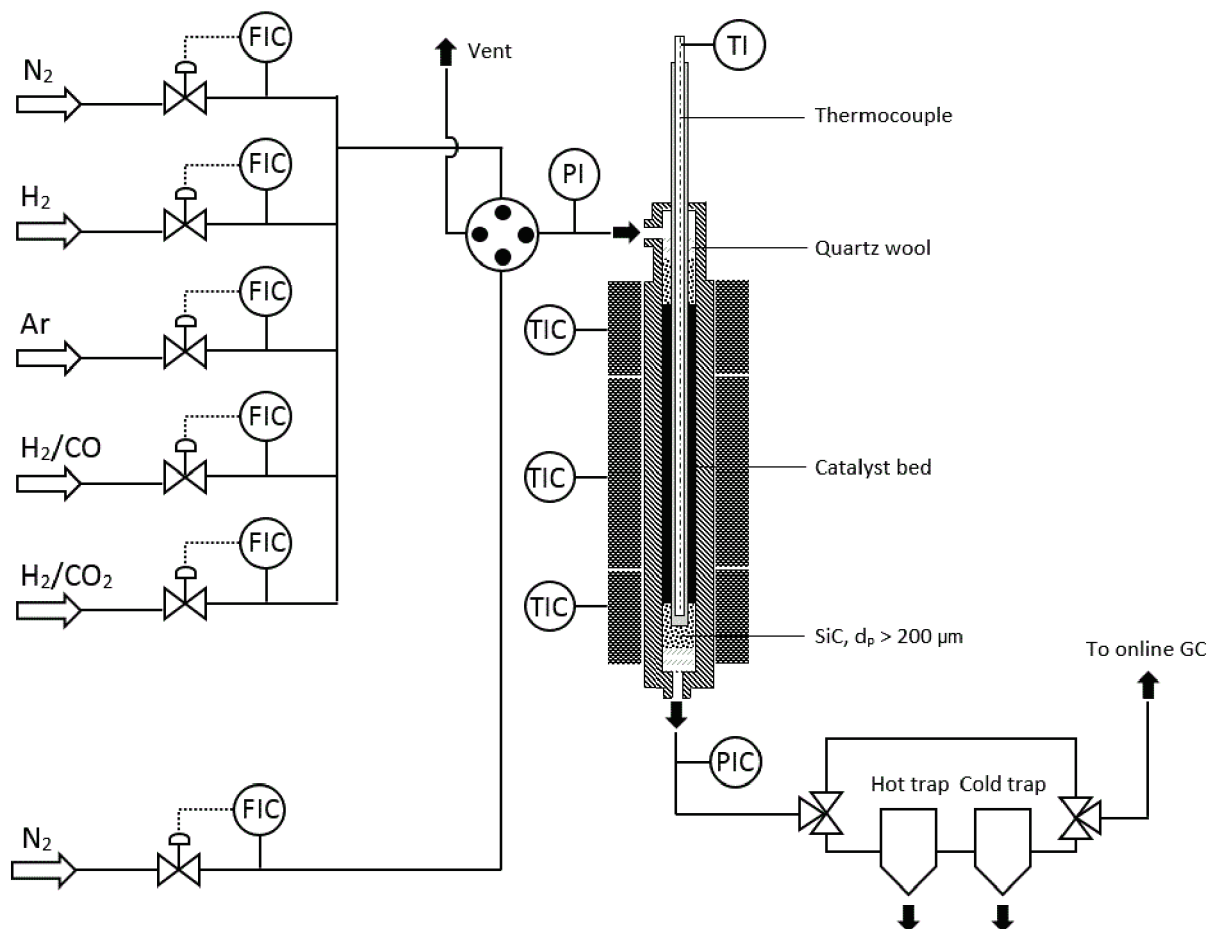 FIC
N₂
Vent
TI
Thermocouple
FIC
H₂
PI
Quartz wool
FIC
Ar
TIC
FIC
H₂/CO
TIC
Catalyst bed
FIC
H₂/CO₂
TIC
SiC, dₚ > 200 µm
To online GC
PIC
Hot trap Cold trap
FIC
N₂